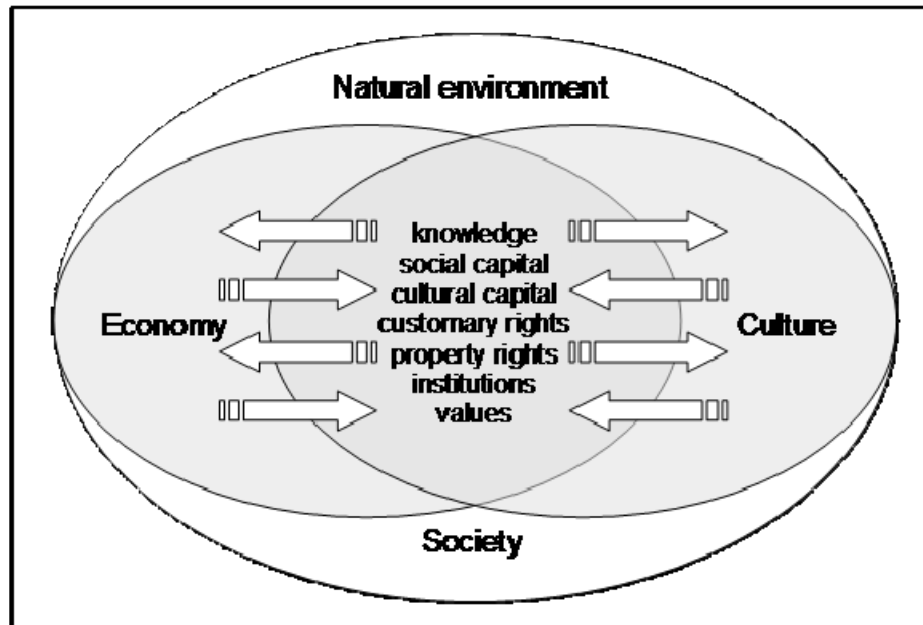 Natural environment
knowledge
social capital
cultural capital
Economy
customary rights
Culture
property rights
institutions
values
Society